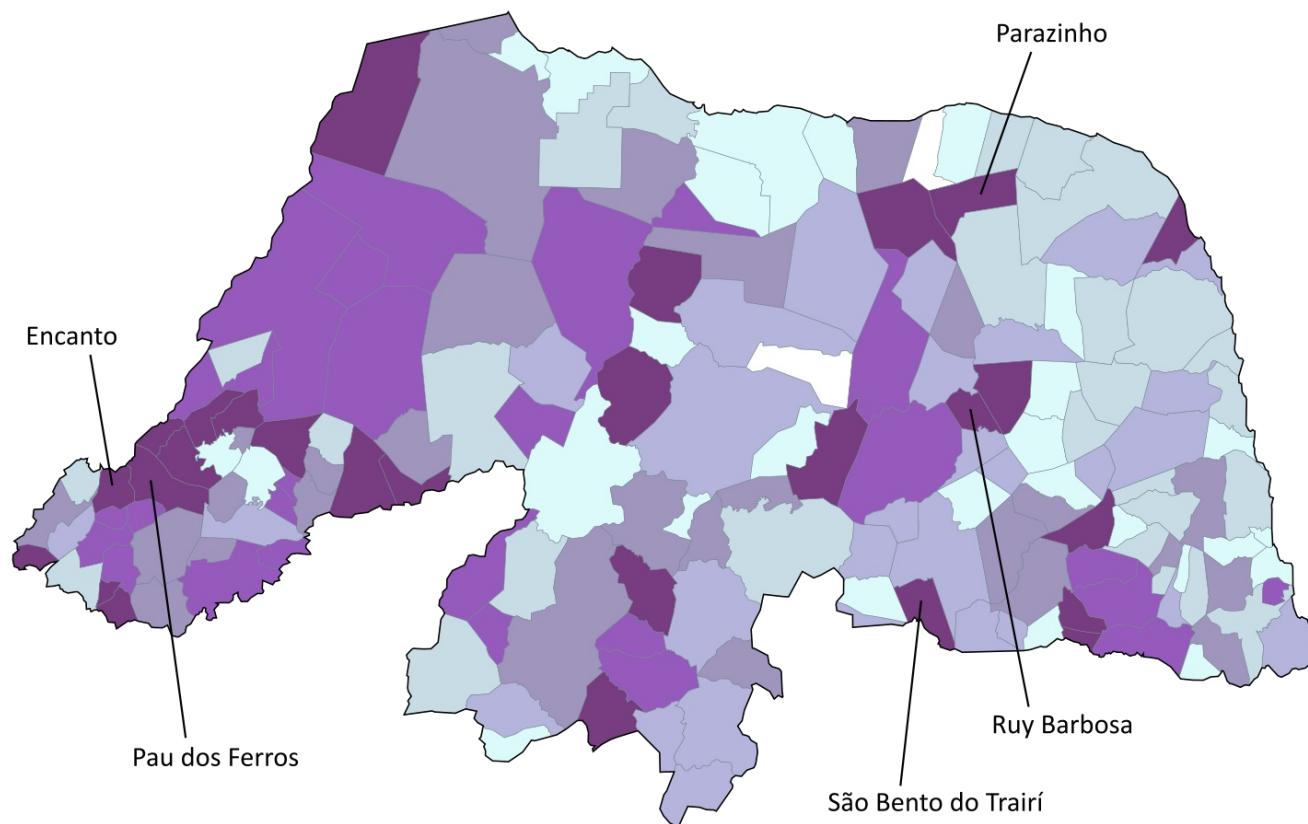 Parazinho
Encanto
Pau dos Ferros
Ruy Barbosa
São Bento do Trairí